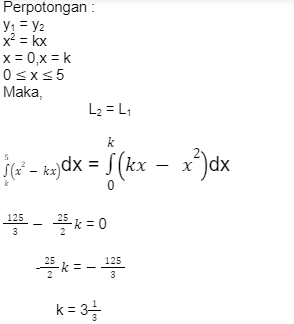 Perpotongan :
y₁ = y₂
x² = kx
x = 0,x = k
0 ≤ x ≤ 5
Maka,
L₂ = L₁
∫ₖ⁵(x² − kx)dx = ∫₀ᵏ(kx − x²)dx
125/3 − 25/2 k = 0
-25/2 k = − 125/3
k = 3 1/3